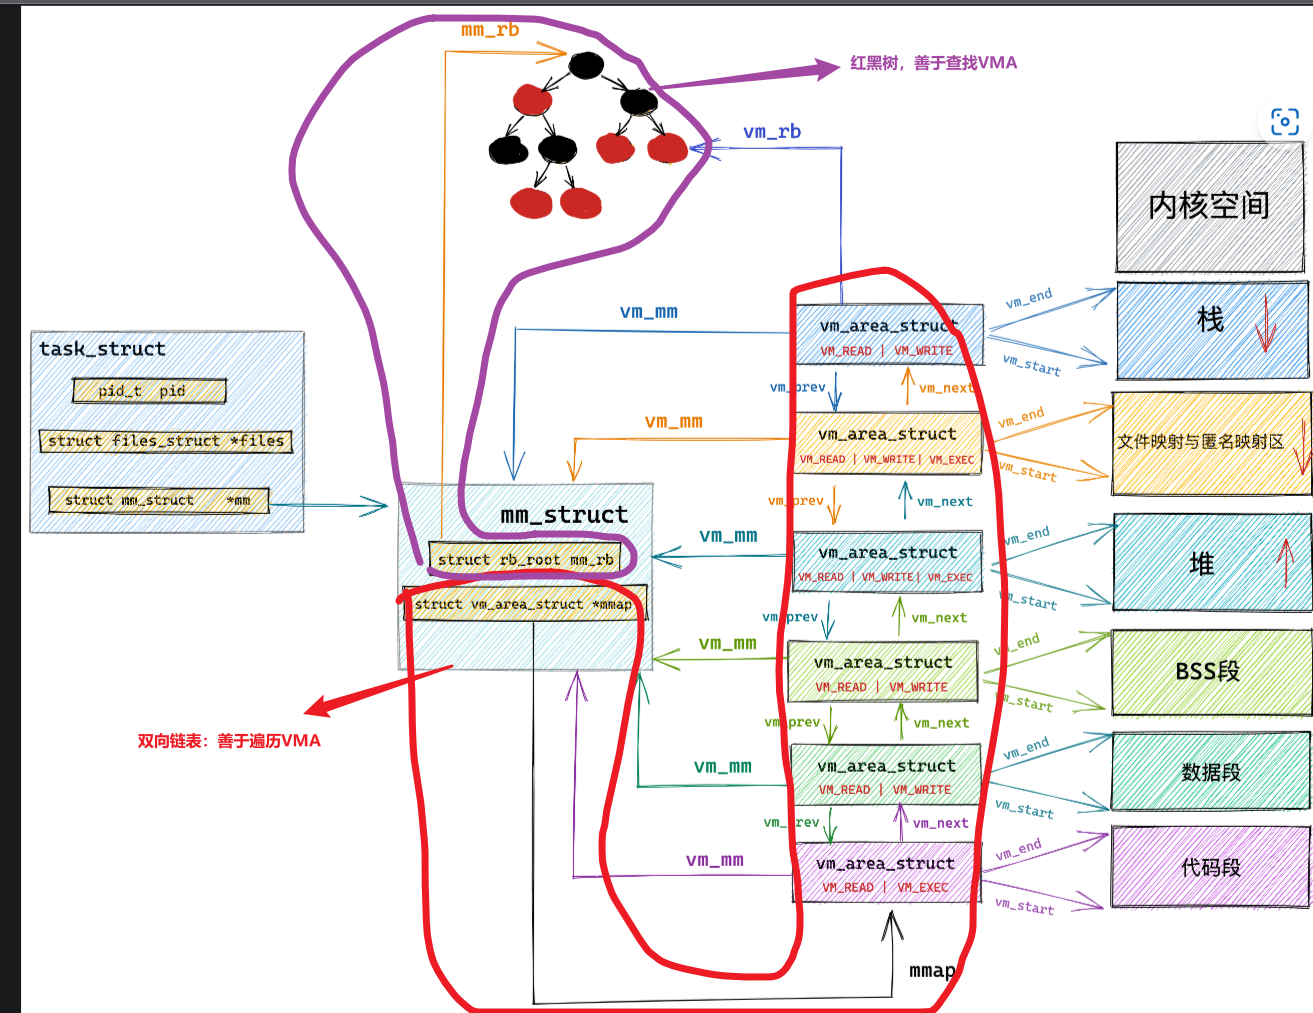 mm_rb
红黑树，善于查找VMA
vm_rb
内核空间
task_struct
pid_t pid
struct files_struct *files
struct mm_struct *mm
mm_struct
struct rb_root mm_rb
struct vm_area_struct *mmap
双向链表：善于遍历VMA
vm_mm
vm_area_struct
VM_READ | VM_WRITE
vm_end
vm_start
栈
vm_prev
vm_next
vm_mm
vm_area_struct
VM_READ | VM_WRITE| VM_EXEC
vm_end
vm_start
文件映射与匿名映射区
vm_prev
vm_next
vm_mm
vm_area_struct
VM_READ | VM_WRITE| VM_EXEC
vm_end
vm_start
堆
vm_prev
vm_next
vm_mm
vm_area_struct
VM_READ | VM_WRITE
vm_end
vm_start
BSS段
vm_prev
vm_next
vm_mm
vm_area_struct
VM_READ | VM_WRITE
vm_end
vm_start
数据段
vm_prev
vm_next
vm_mm
vm_area_struct
VM_READ | VM_EXEC
vm_end
vm_start
代码段
mmap